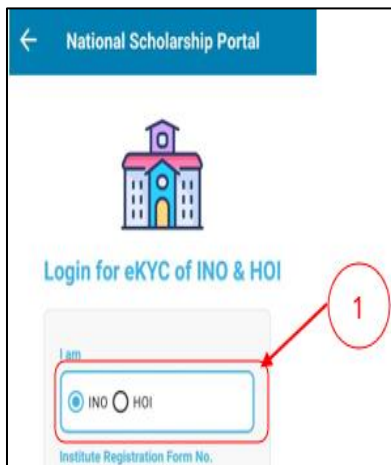 National Scholarship Portal
Login for eKYC of INO & HOI
I am
INO HOI
1
Institute Registration Form No.